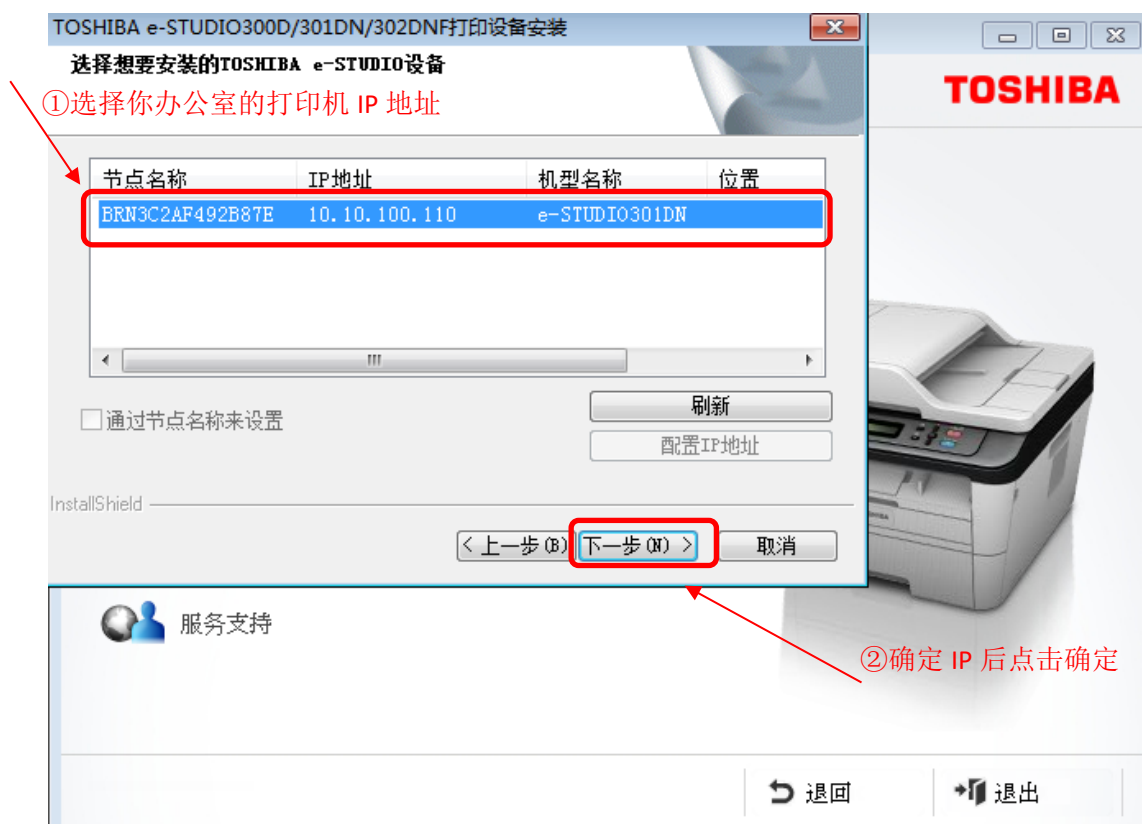 TOSHIBA e-STUDIO300D/301DN/302DNF打印设备安装
选择想要安装的TOSHIBA e-STUDIO设备
①选择你办公室的打印机 IP 地址
TOSHIBA
节点名称 IP地址 机型名称 位置
BRN3C2AF492B87E 10.10.100.110 e-STUDIO301DN
刷新
通过节点名称来设置
配置IP地址
InstallShield
< 上一步(B) 下一步(N) > 取消
服务支持
②确定 IP 后点击确定
退回 退出